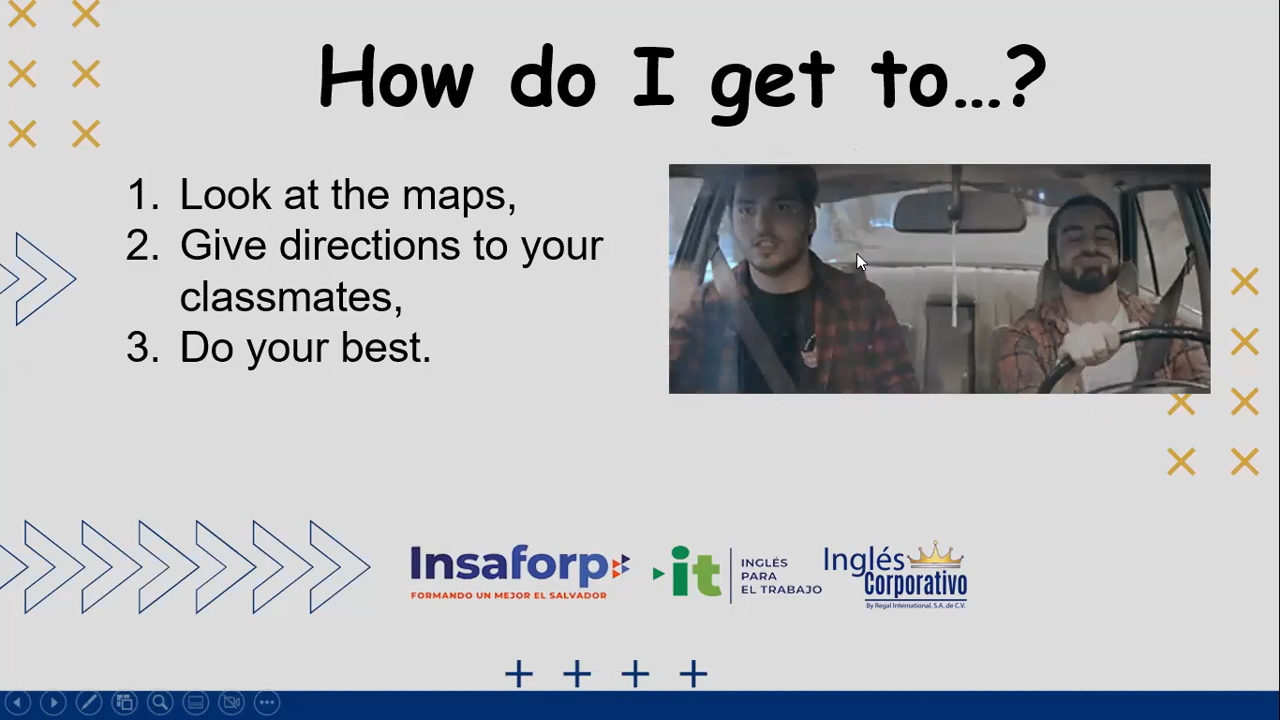 How do I get to...?
1. Look at the maps,
2. Give directions to your
classmates,
3. Do your best.
Insaforp
FORMANDO UN MEJOR EL SALVADOR
it
INGLÉS
PARA
EL TRABAJO
Inglés
Corporativo
By Regal International, S.A. de C.V.